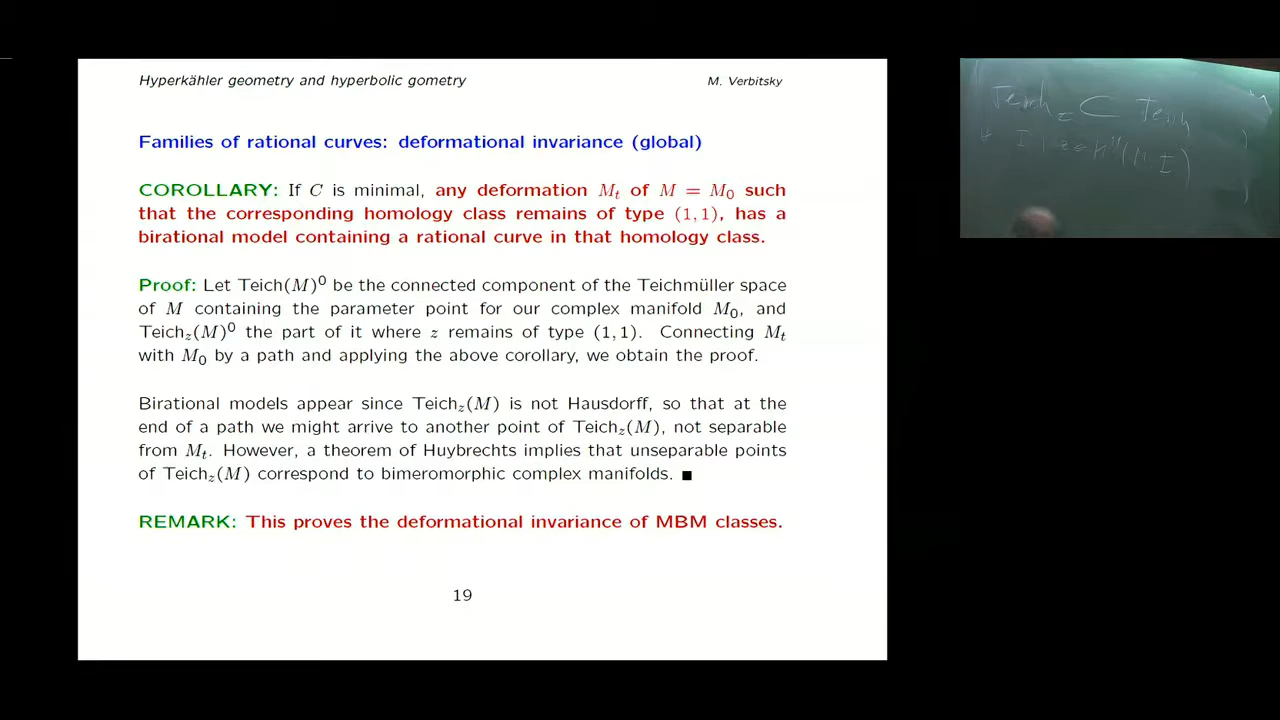 Hyperkähler geometry and hyperbolic gometry M. Verbitsky
Families of rational curves: deformational invariance (global)
COROLLARY: If C is minimal, any deformation M_t of M = M_0 such
that the corresponding homology class remains of type (1,1), has a
birational model containing a rational curve in that homology class.
Proof: Let Teich(M)^0 be the connected component of the Teichmüller space
of M containing the parameter point for our complex manifold M_0, and
Teich_z(M)^0 the part of it where z remains of type (1,1). Connecting M_t
with M_0 by a path and applying the above corollary, we obtain the proof.
Birational models appear since Teich_z(M) is not Hausdorff, so that at the
end of a path we might arrive to another point of Teich_z(M), not separable
from M_t. However, a theorem of Huybrechts implies that unseparable points
of Teich_z(M) correspond to bimeromorphic complex manifolds. ■
REMARK: This proves the deformational invariance of MBM classes.
19
Teich_z ⊂ Teich